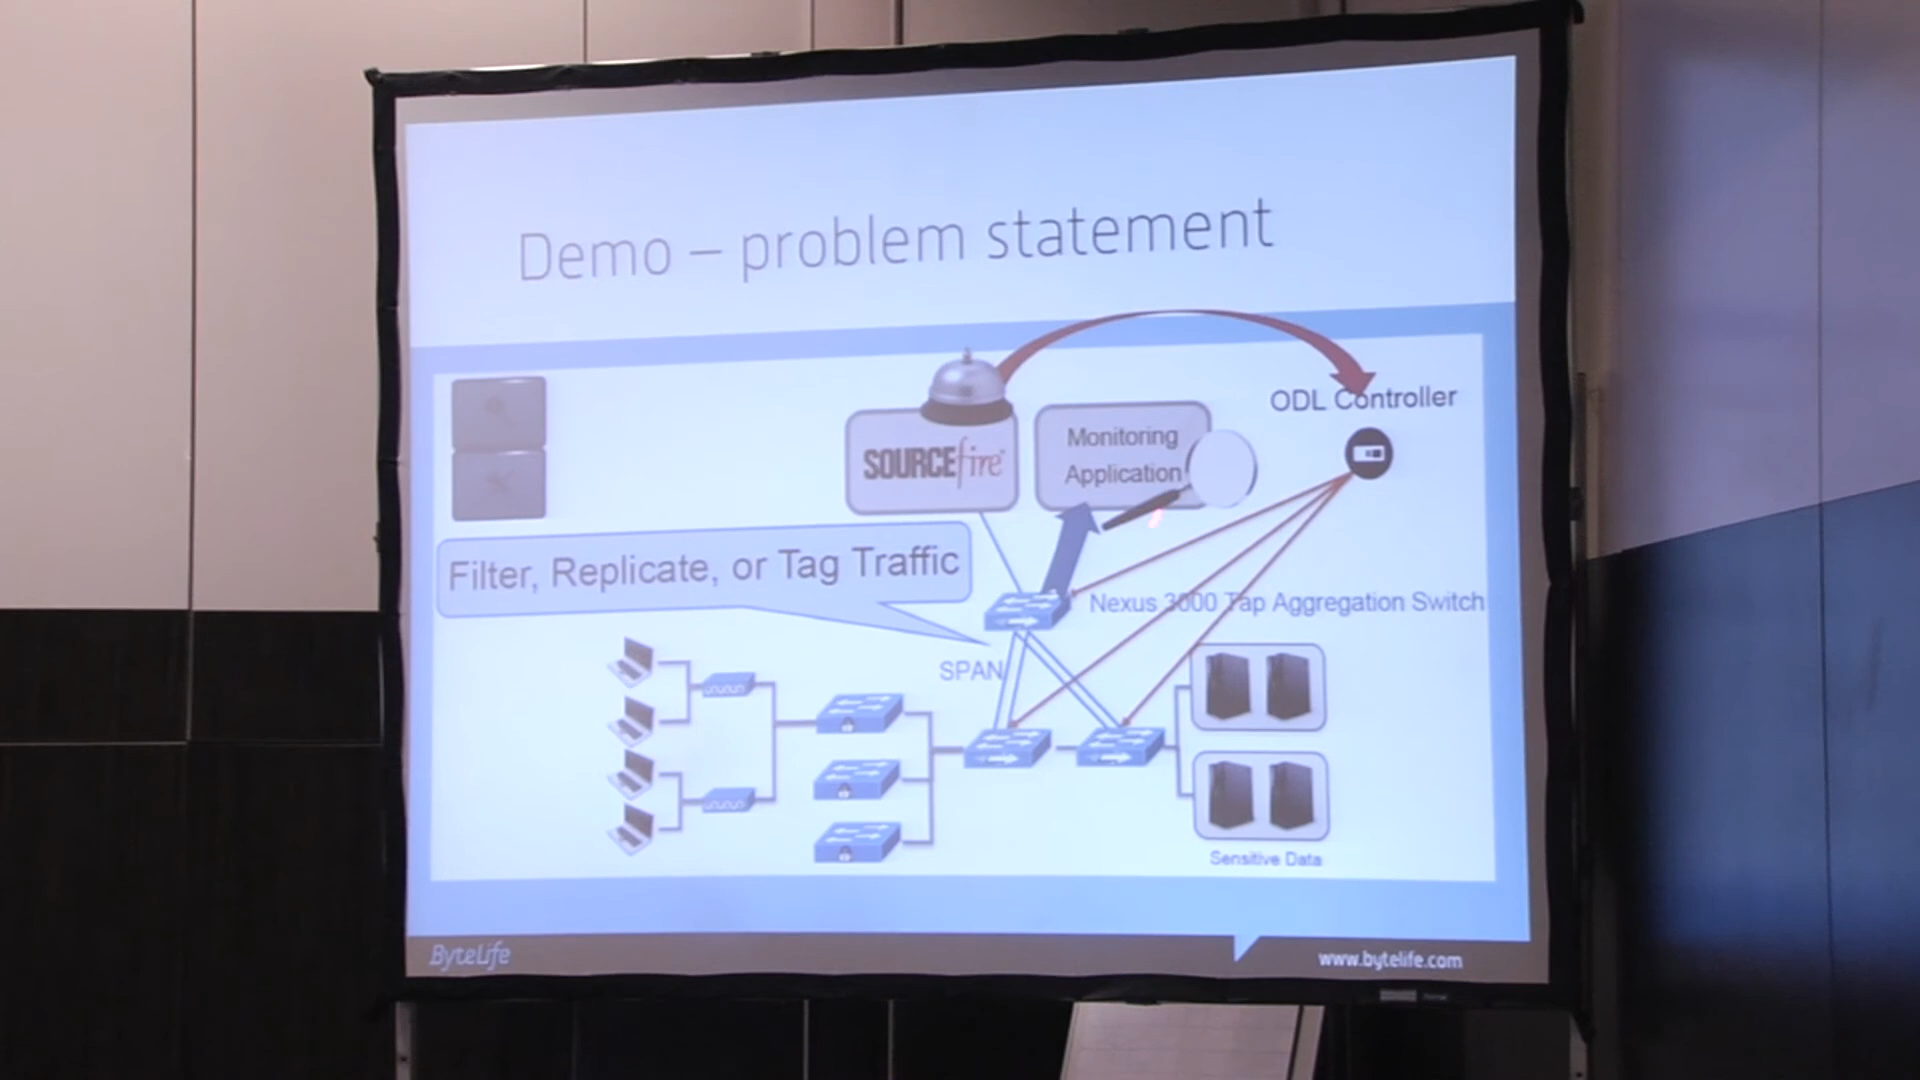 Demo – problem statement
ODL Controller
SOURCEfire
Monitoring
Application
Filter, Replicate, or Tag Traffic
Nexus 3000 Tap Aggregation Switch
SPAN
Sensitive Data
ByteLife
www.bytelife.com